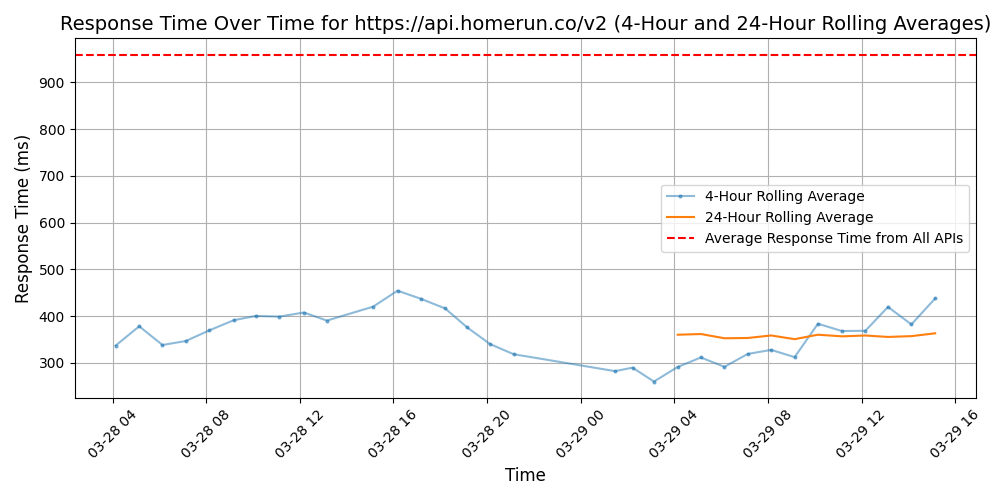 Response Time Over Time for https://api.homerun.co/v2 (4-Hour and 24-Hour Rolling Averages)
Response Time (ms)
900
800
700
600
500
400
300
4-Hour Rolling Average
24-Hour Rolling Average
Average Response Time from All APIs
03-28 04
03-28 08
03-28 12
03-28 16
03-28 20
03-29 00
03-29 04
03-29 08
03-29 12
03-29 16
Time